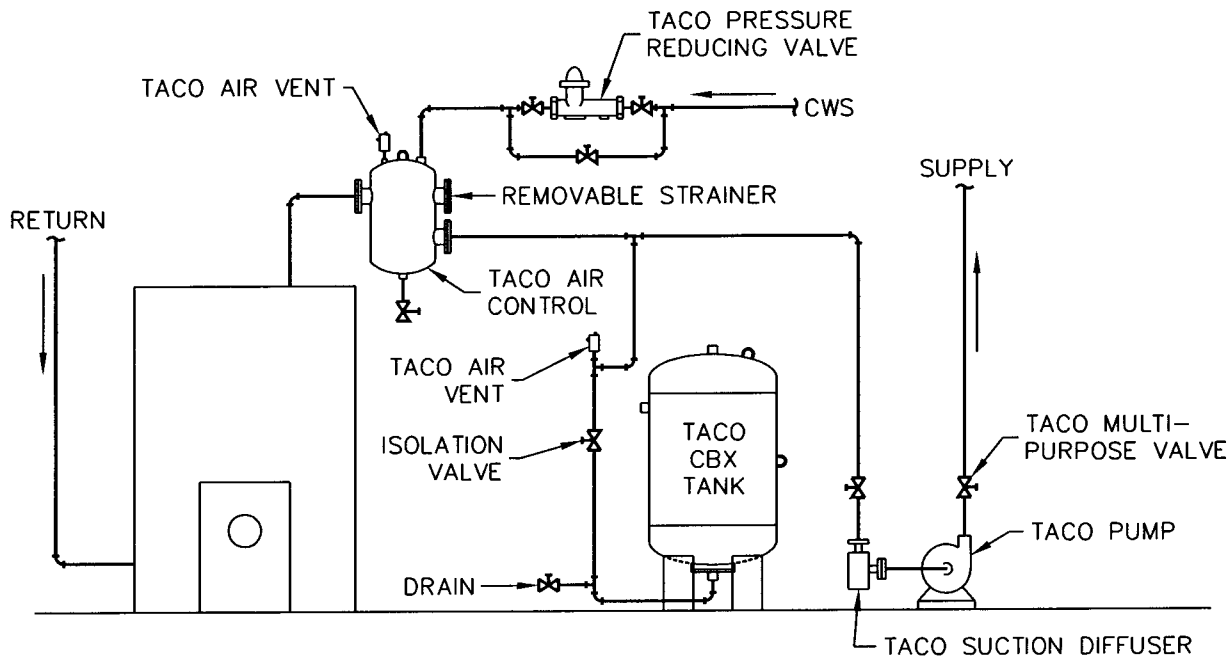 TACO PRESSURE
REDUCING VALVE
TACO AIR VENT
CWS
SUPPLY
REMOVABLE STRAINER
RETURN
TACO AIR
CONTROL
TACO AIR
VENT
ISOLATION
VALVE
TACO
CBX
TANK
TACO MULTI-
PURPOSE VALVE
TACO PUMP
DRAIN
TACO SUCTION DIFFUSER